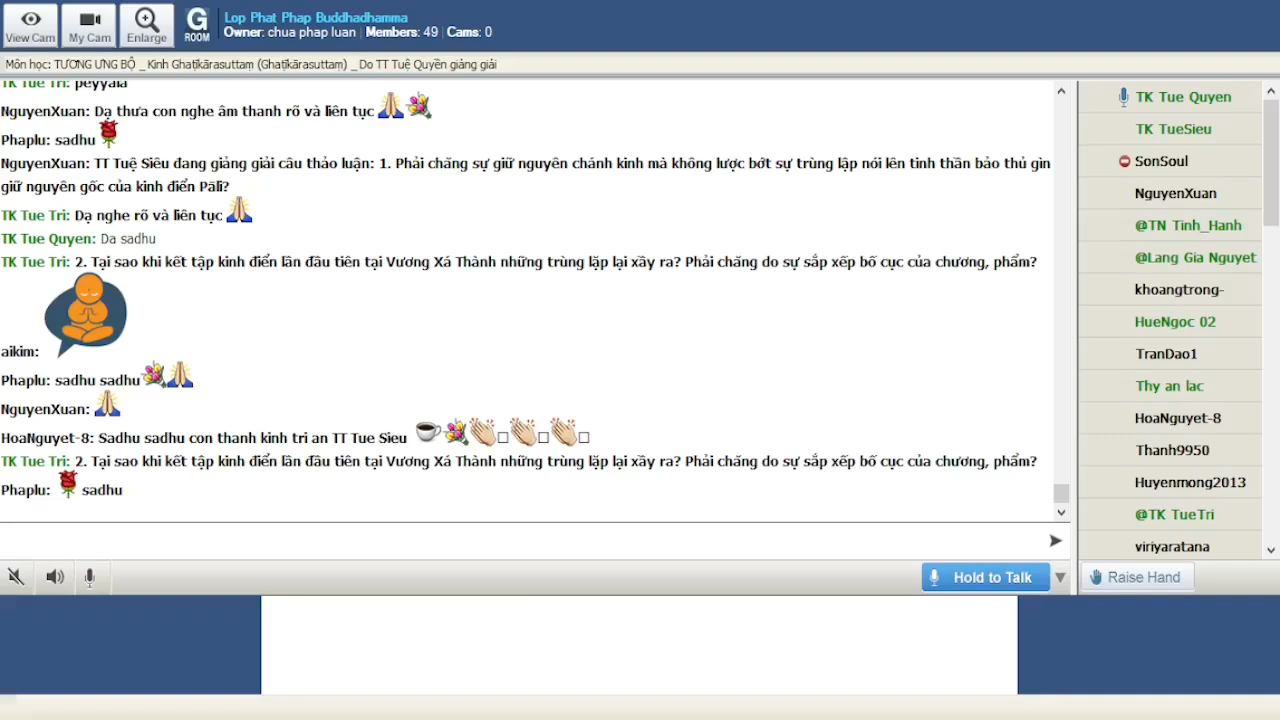 View Cam
My Cam
Enlarge
G
ROOM
Lop Phat Phap Buddhadhamma
Owner: chua phap luan | Members: 49 | Cams: 0
Môn học: TƯƠNG ƯNG BỘ _ Kinh Ghaṭīkārasuttaṃ (Ghaṭīkārasuttaṃ) _ Do TT Tuệ Quyền giảng giải
TK Tue Tri: peyyala
NguyenXuan: Dạ thưa con nghe âm thanh rõ và liên tục
Phaplu: sadhu
NguyenXuan: TT Tuệ Siêu đang giảng giải câu thảo luận: 1. Phải chăng sự giữ nguyên chánh kinh mà không lược bớt sự trùng lập nói lên tinh thần bảo thủ gìn
giữ nguyên gốc của kinh điển Pāli?
TK Tue Tri: Dạ nghe rõ và liên tục
TK Tue Quyen: Da sadhu
TK Tue Tri: 2. Tại sao khi kết tập kinh điển lần đầu tiên tại Vương Xá Thành những trùng lặp lại xảy ra? Phải chăng do sự sắp xếp bố cục của chương, phẩm?
aikim:
Phaplu: sadhu sadhu
NguyenXuan:
HoaNguyet-8: Sadhu sadhu con thanh kinh tri an TT Tue Sieu
TK Tue Tri: 2. Tại sao khi kết tập kinh điển lần đầu tiên tại Vương Xá Thành những trùng lặp lại xảy ra? Phải chăng do sự sắp xếp bố cục của chương, phẩm?
Phaplu: sadhu
Hold to Talk
TK Tue Quyen
TK TueSieu
SonSoul
NguyenXuan
@TN Tinh_Hanh
@Lang Gia Nguyet
khoangtrong-
HueNgoc 02
TranDao1
Thy an lac
HoaNguyet-8
Thanh9950
Huyenmong2013
@TK TueTri
viriyaratana
Raise Hand